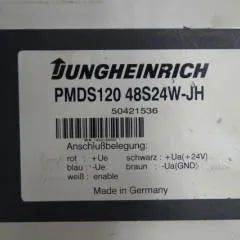 JUNGHEINRICH
PMDS120 48S24W-JH
50421536
Anschlußbelegung:
rot : +Ue schwarz : +Ua(+24V)
blau : -Ue braun : -Ua(GND)
weiß : enable
Made in Germany